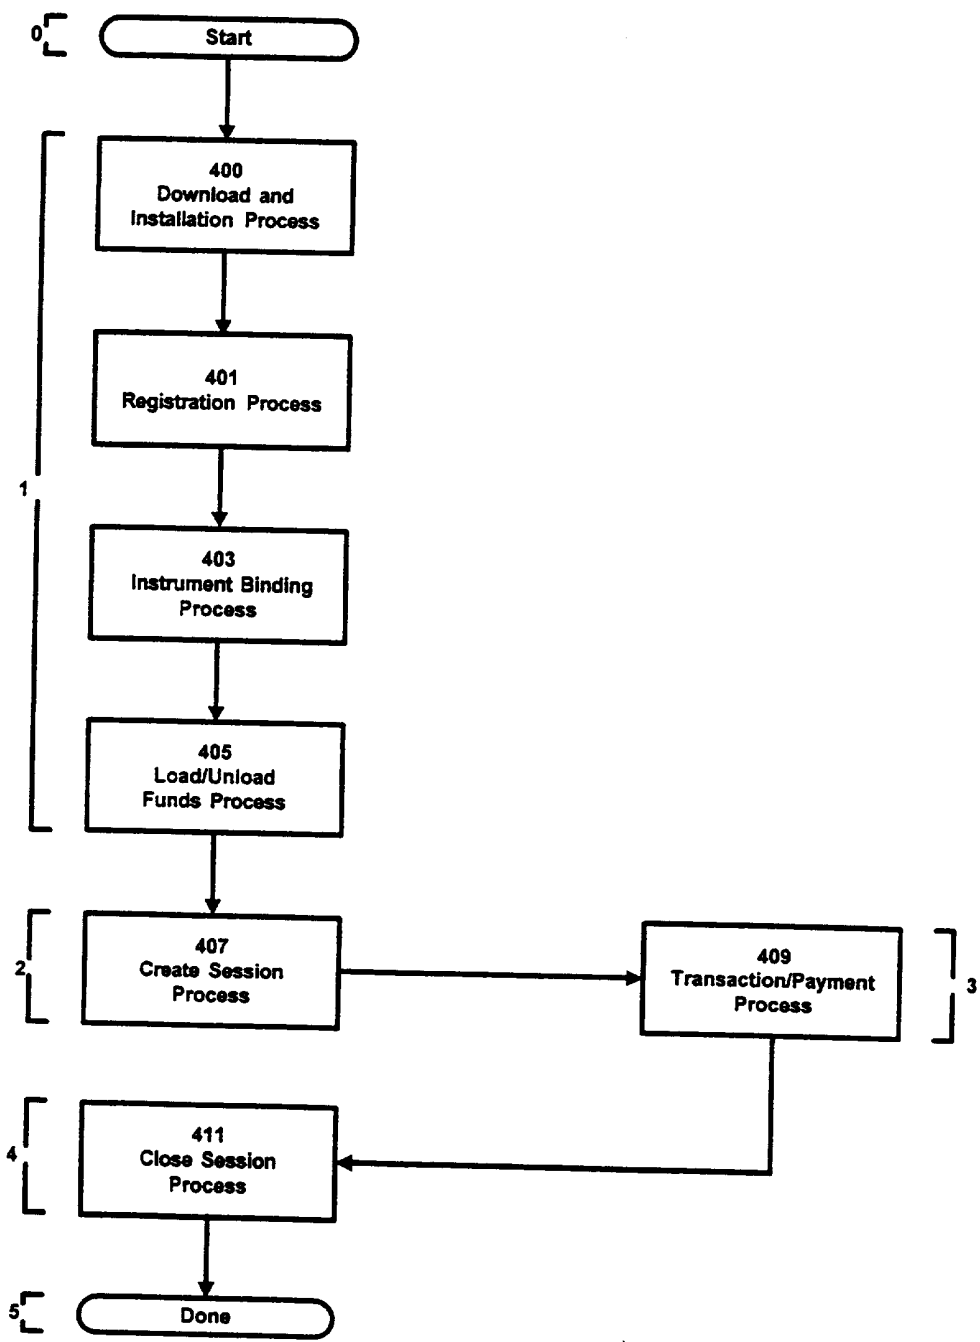 0
Start
400
Download and
Installation Process
401
Registration Process
1
403
Instrument Binding
Process
405
Load/Unload
Funds Process
2
407
Create Session
Process
409
Transaction/Payment
Process
3
4
411
Close Session
Process
5
Done